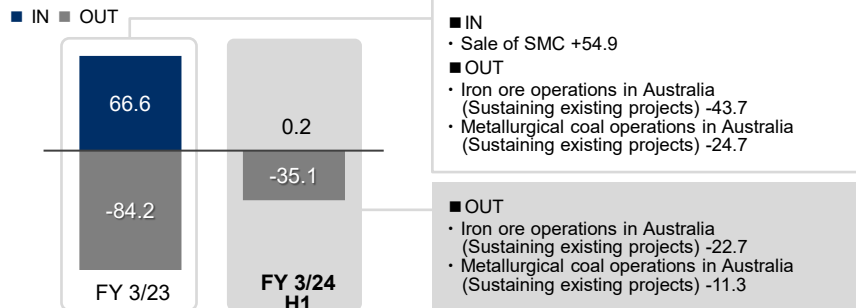 ■ IN ■ OUT
66.6
-84.2
FY 3/23
0.2
-35.1
FY 3/24
H1
■ IN
・Sale of SMC +54.9
■ OUT
・Iron ore operations in Australia
(Sustaining existing projects) -43.7
・Metallurgical coal operations in Australia
(Sustaining existing projects) -24.7
■ OUT
・Iron ore operations in Australia
(Sustaining existing projects) -22.7
・Metallurgical coal operations in Australia
(Sustaining existing projects) -11.3